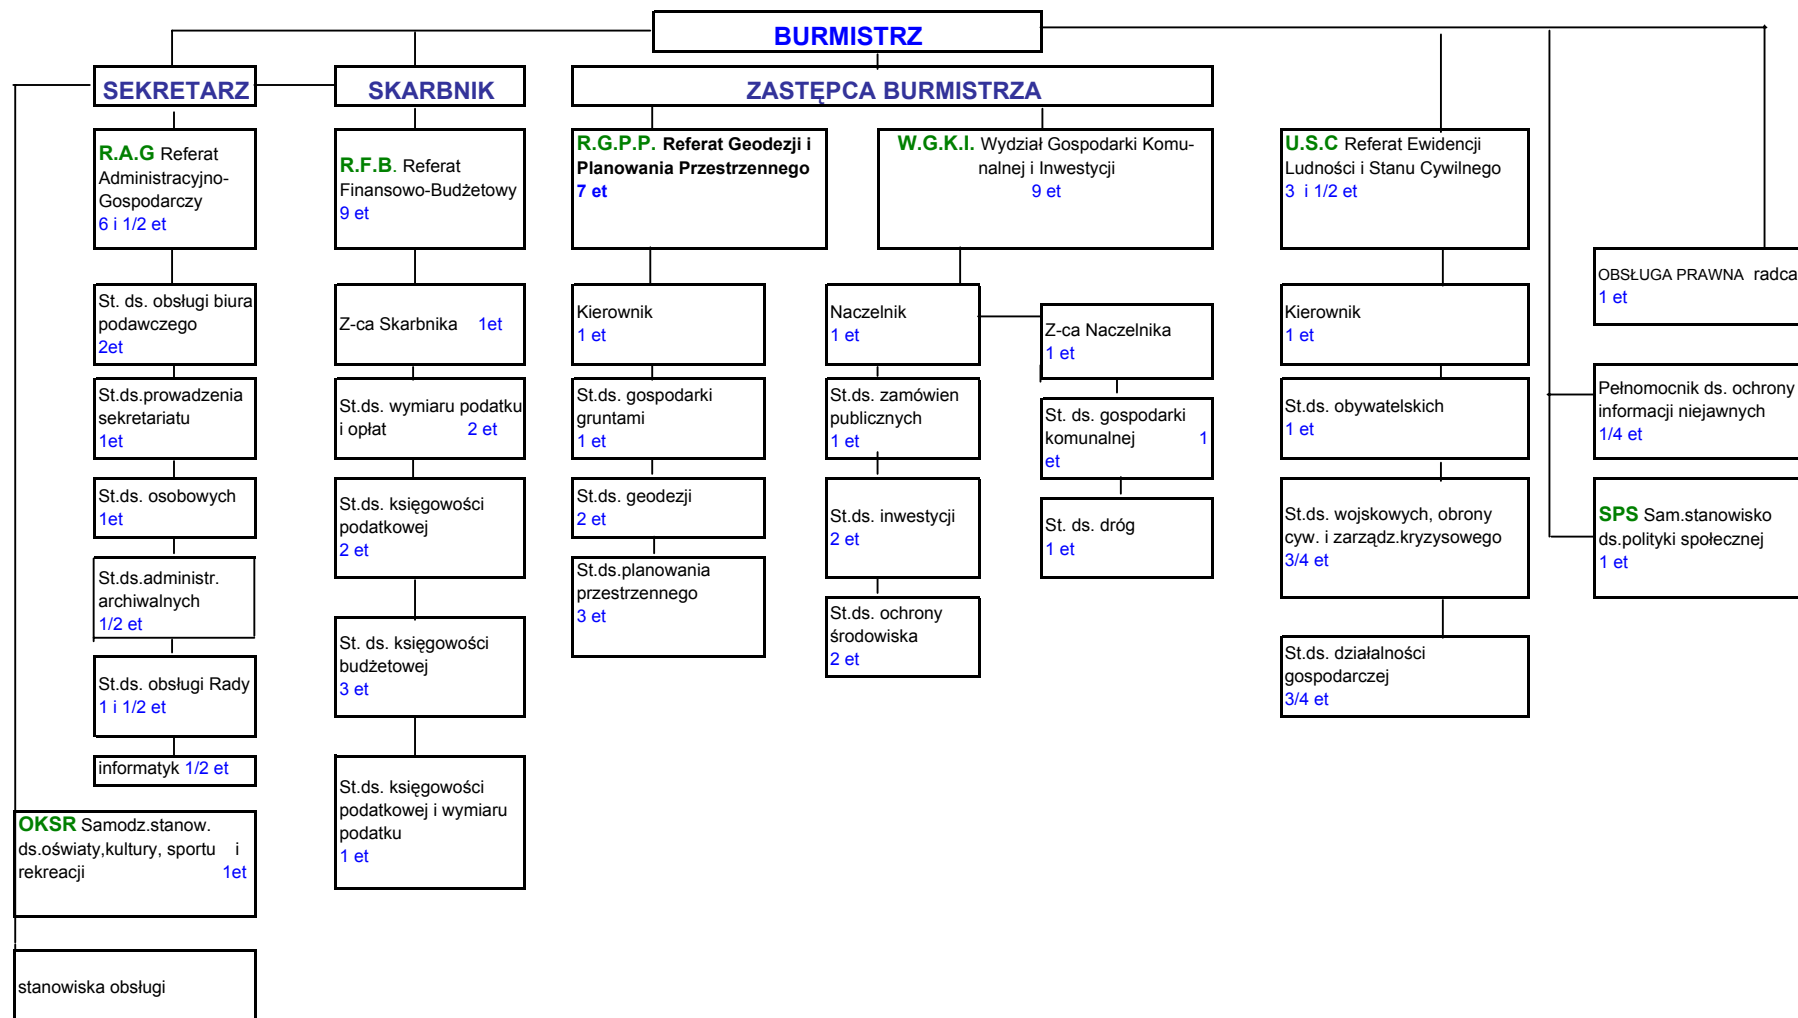 BURMISTRZ
SEKRETARZ
SKARBNIK
ZASTĘPCA BURMISTRZA
R.A.G Referat
Administracyjno-
Gospodarczy
6 i 1/2 et
R.F.B. Referat
Finansowo-Budżetowy
9 et
R.G.P.P. Referat Geodezji i
Planowania Przestrzennego
7 et
W.G.K.I. Wydział Gospodarki Komu-
nalnej i Inwestycji
9 et
U.S.C Referat Ewidencji
Ludności i Stanu Cywilnego
3 i 1/2 et
OBSŁUGA PRAWNA radca
1 et
St. ds. obsługi biura
podawczego
2et
Z-ca Skarbnika 1et
Kierownik
1 et
Naczelnik
1 et
Z-ca Naczelnika
1 et
Kierownik
1 et
St.ds.prowadzenia
sekretariatu
1et
St.ds. wymiaru podatku
i opłat 2 et
St.ds. gospodarki
gruntami
1 et
St.ds. zamówien
publicznych
1 et
St. ds. gospodarki
komunalnej 1
et
St.ds. obywatelskich
1 et
Pełnomocnik ds. ochrony
informacji niejawnych
1/4 et
St.ds. osobowych
1et
St.ds. księgowości
podatkowej
2 et
St.ds. geodezji
2 et
St.ds. inwestycji
2 et
St. ds. dróg
1 et
St.ds. wojskowych, obrony
cyw. i zarządz.kryzysowego
3/4 et
SPS Sam.stanowisko
ds.polityki społecznej
1 et
St.ds.administr.
archiwalnych
1/2 et
St.ds.planowania
przestrzennego
3 et
St.ds. ochrony
środowiska
2 et
St.ds. obsługi Rady
1 i 1/2 et
St. ds. księgowości
budżetowej
3 et
St.ds. działalności
gospodarczej
3/4 et
informatyk 1/2 et
St.ds. księgowości
podatkowej i wymiaru
podatku
1 et
OKSR Samodz.stanow.
ds.oświaty,kultury, sportu i
rekreacji 1et
stanowiska obsługi